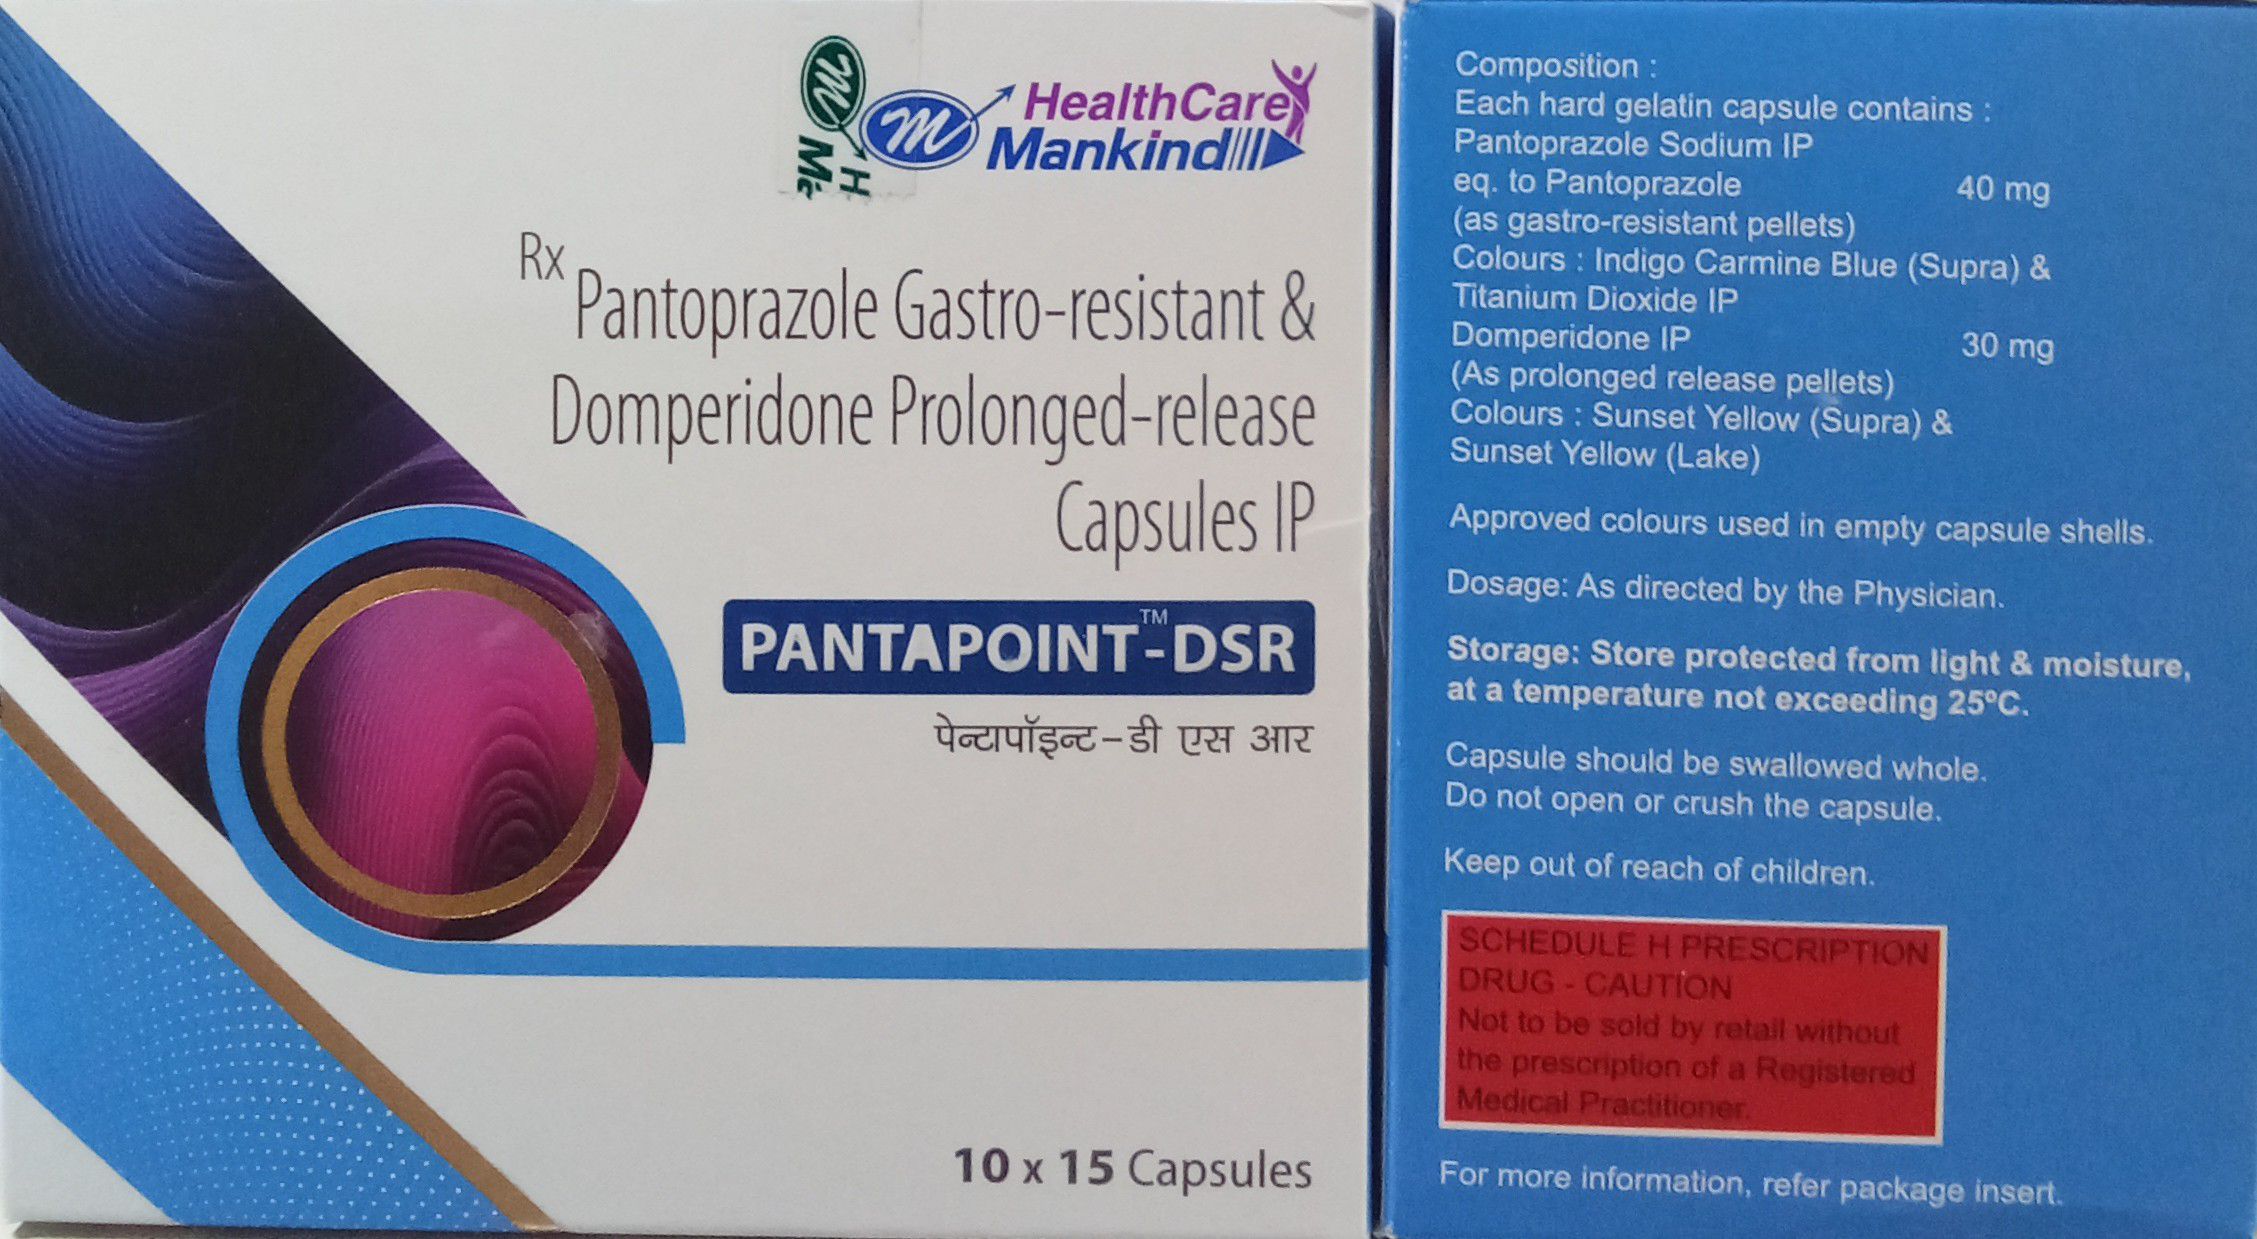 HealthCare
Mankind
Rx
Pantoprazole Gastro-resistant &
Domperidone Prolonged-release
Capsules IP
PANTAPOINT™-DSR
पेन्टापॉइन्ट-डी एस आर
10 x 15 Capsules
Composition :
Each hard gelatin capsule contains :
Pantoprazole Sodium IP
eq. to Pantoprazole 40 mg
(as gastro-resistant pellets)
Colours : Indigo Carmine Blue (Supra) &
Titanium Dioxide IP
Domperidone IP 30 mg
(As prolonged release pellets)
Colours : Sunset Yellow (Supra) &
Sunset Yellow (Lake)
Approved colours used in empty capsule shells.
Dosage: As directed by the Physician.
Storage: Store protected from light & moisture,
at a temperature not exceeding 25ºC.
Capsule should be swallowed whole.
Do not open or crush the capsule.
Keep out of reach of children.
SCHEDULE H PRESCRIPTION
DRUG - CAUTION
Not to be sold by retail without
the prescription of a Registered
Medical Practitioner.
For more information, refer package insert.